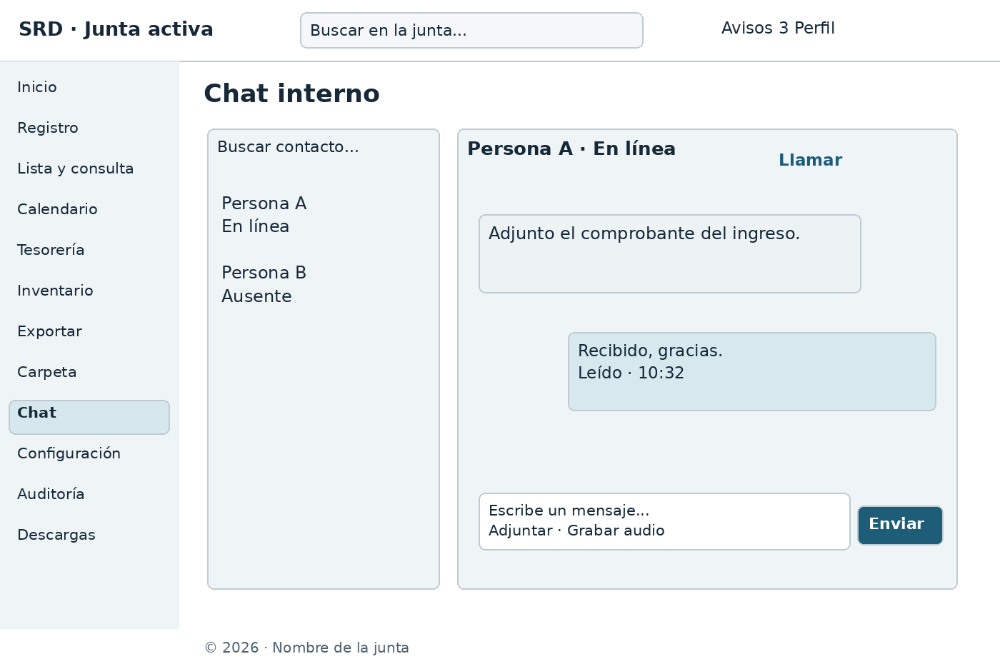 SRD · Junta activa
Buscar en la junta...
Avisos 3 Perfil
Inicio
Registro
Lista y consulta
Calendario
Tesorería
Inventario
Exportar
Carpeta
Chat
Configuración
Auditoría
Descargas
Chat interno
Buscar contacto...
Persona A
En línea
Persona B
Ausente
Persona A · En línea
Llamar
Adjunto el comprobante del ingreso.
Recibido, gracias.
Leído · 10:32
Escribe un mensaje...
Adjuntar · Grabar audio
Enviar
© 2026 · Nombre de la junta